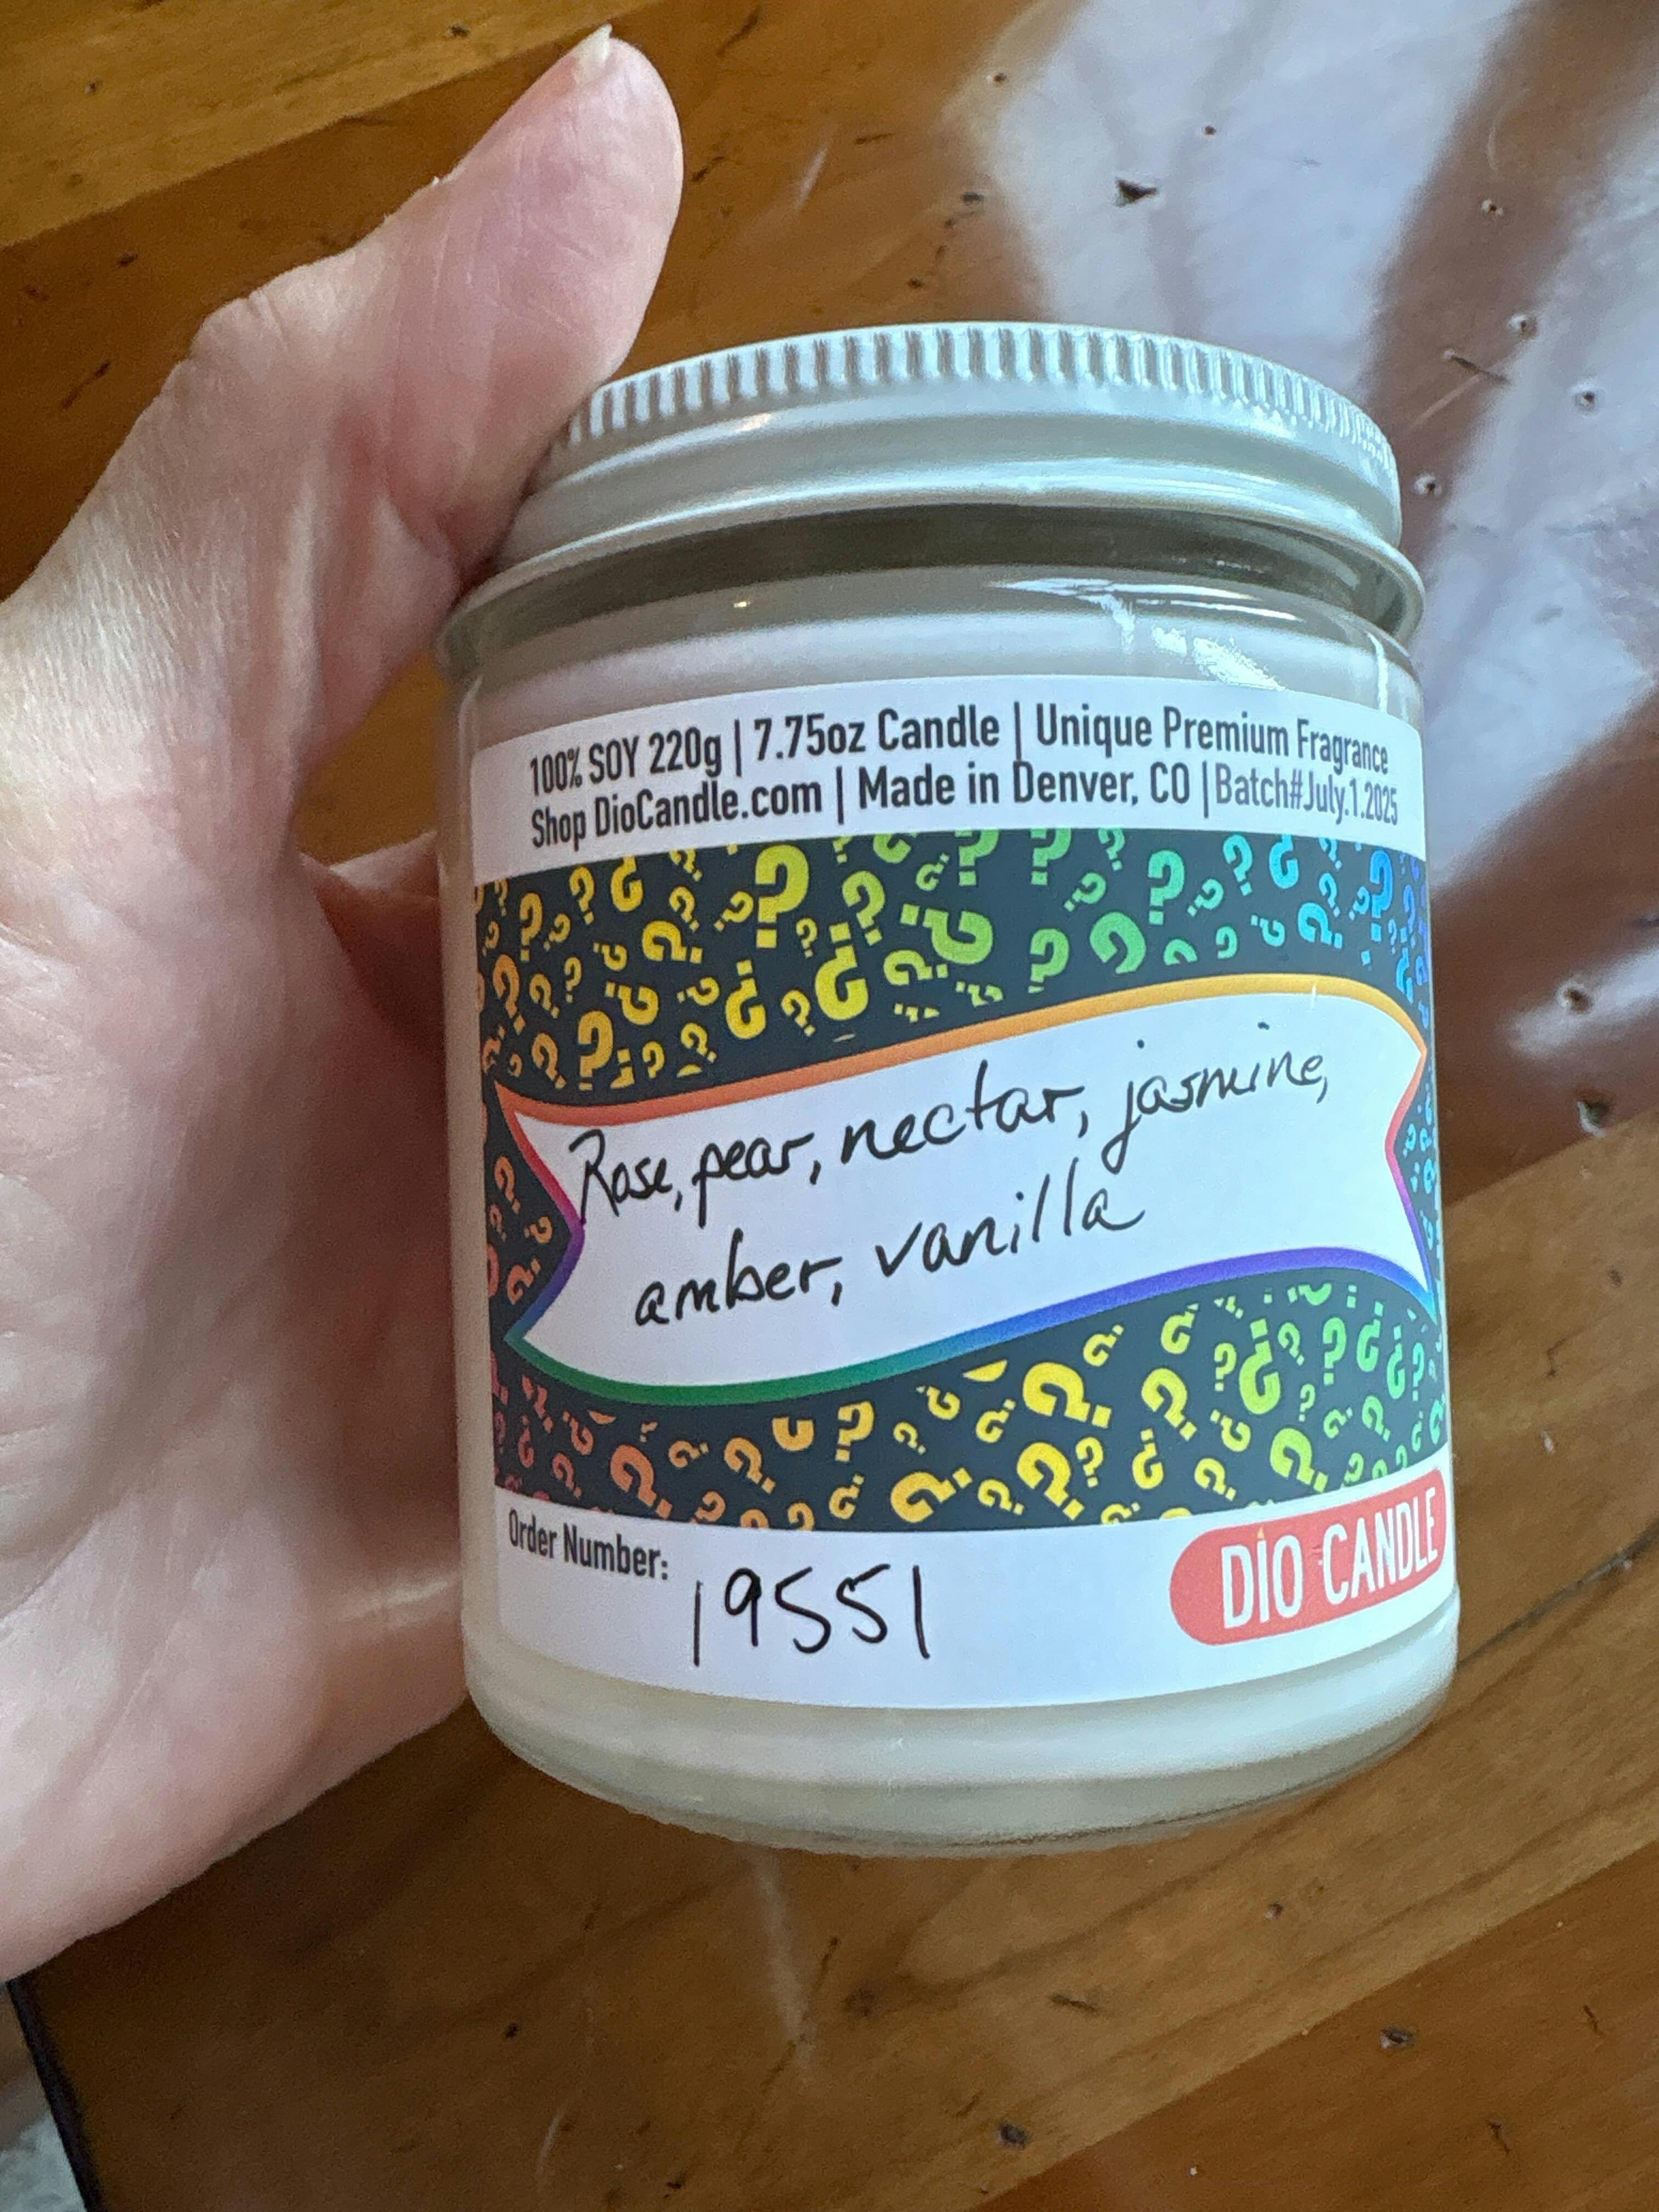 100% SOY 220g | 7.75oz Candle | Unique Premium Fragrance
Shop DioCandle.com | Made in Denver, CO |Batch#July.1.2025
Rose, pear, nectar, jasmine,
amber, vanilla
Order Number: 19551
DIO CANDLE